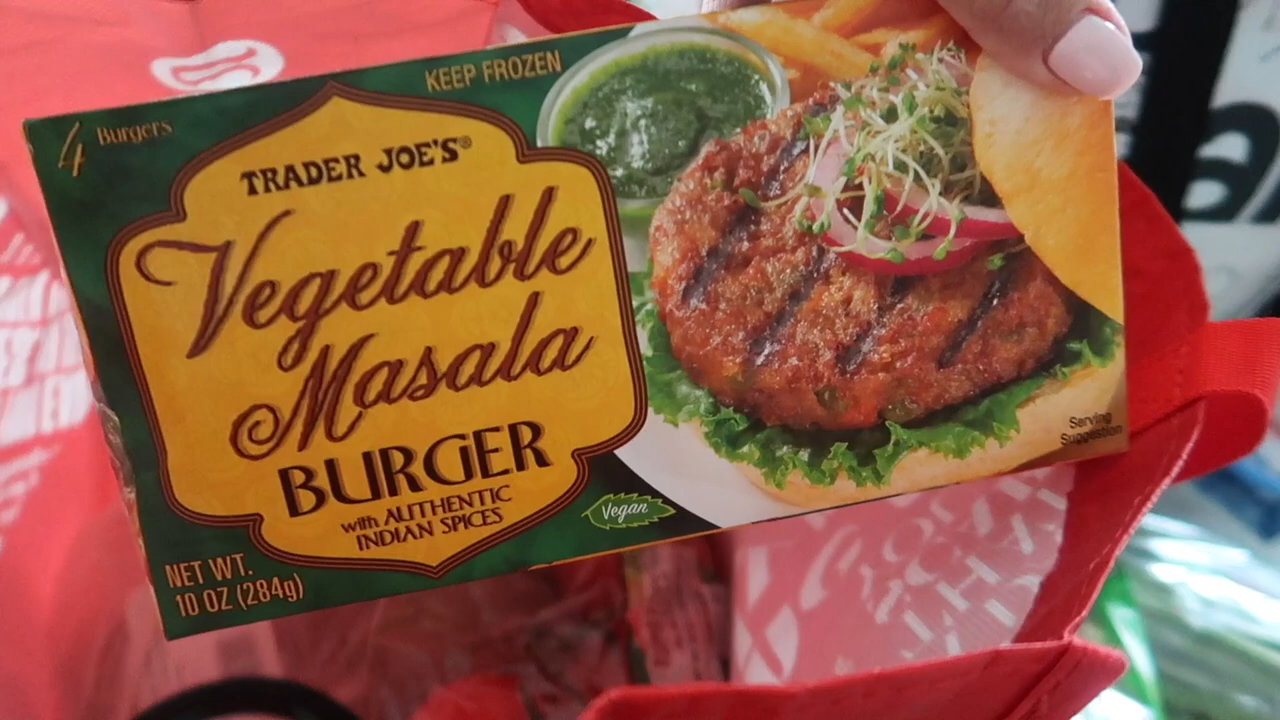 KEEP FROZEN
4 Burgers
TRADER JOE'S®
Vegetable
Masala
BURGER
with AUTHENTIC
INDIAN SPICES
Vegan
NET WT.
10 OZ (284g)
Serving
Suggestion